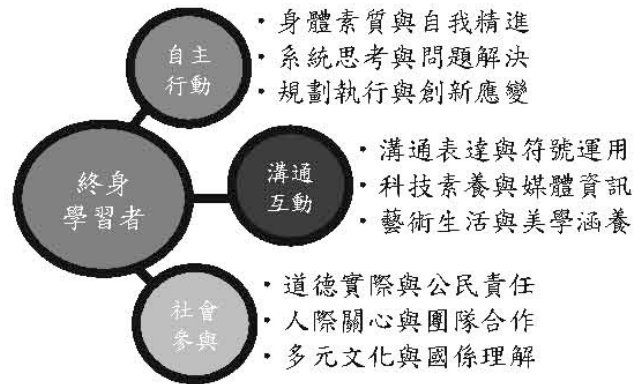 自主
行動
・身體素質與自我精進
・系統思考與問題解決
・規劃執行與創新應變
終身
學習者
溝通
互動
・溝通表達與符號運用
・科技素養與媒體資訊
・藝術生活與美學涵養
社會
參與
・道德實際與公民責任
・人際關心與團隊合作
・多元文化與國係理解